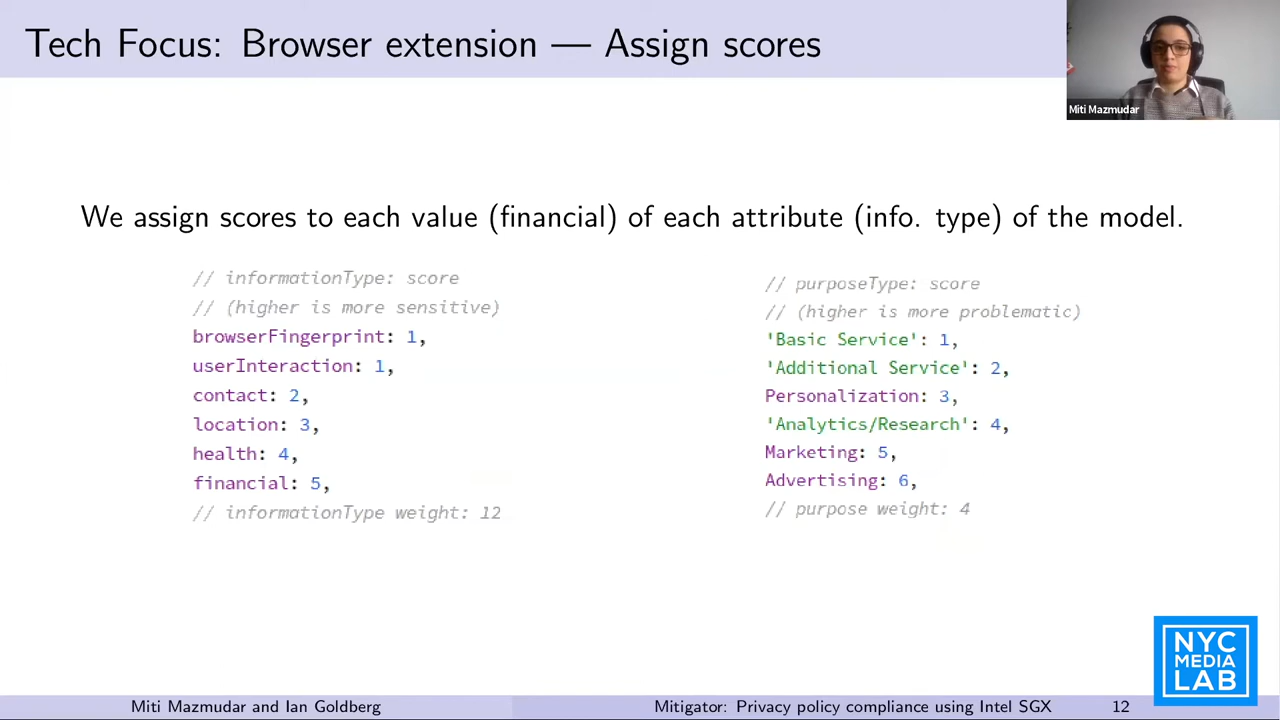 Tech Focus: Browser extension — Assign scores
Miti Mazmudar
We assign scores to each value (financial) of each attribute (info. type) of the model.
// informationType: score
// (higher is more sensitive)
browserFingerprint: 1,
userInteraction: 1,
contact: 2,
location: 3,
health: 4,
financial: 5,
// informationType weight: 12
// purposeType: score
// (higher is more problematic)
'Basic Service': 1,
'Additional Service': 2,
Personalization: 3,
'Analytics/Research': 4,
Marketing: 5,
Advertising: 6,
// purpose weight: 4
NYC
MEDIA
LAB
Miti Mazmudar and Ian Goldberg
Mitigator: Privacy policy compliance using Intel SGX
12